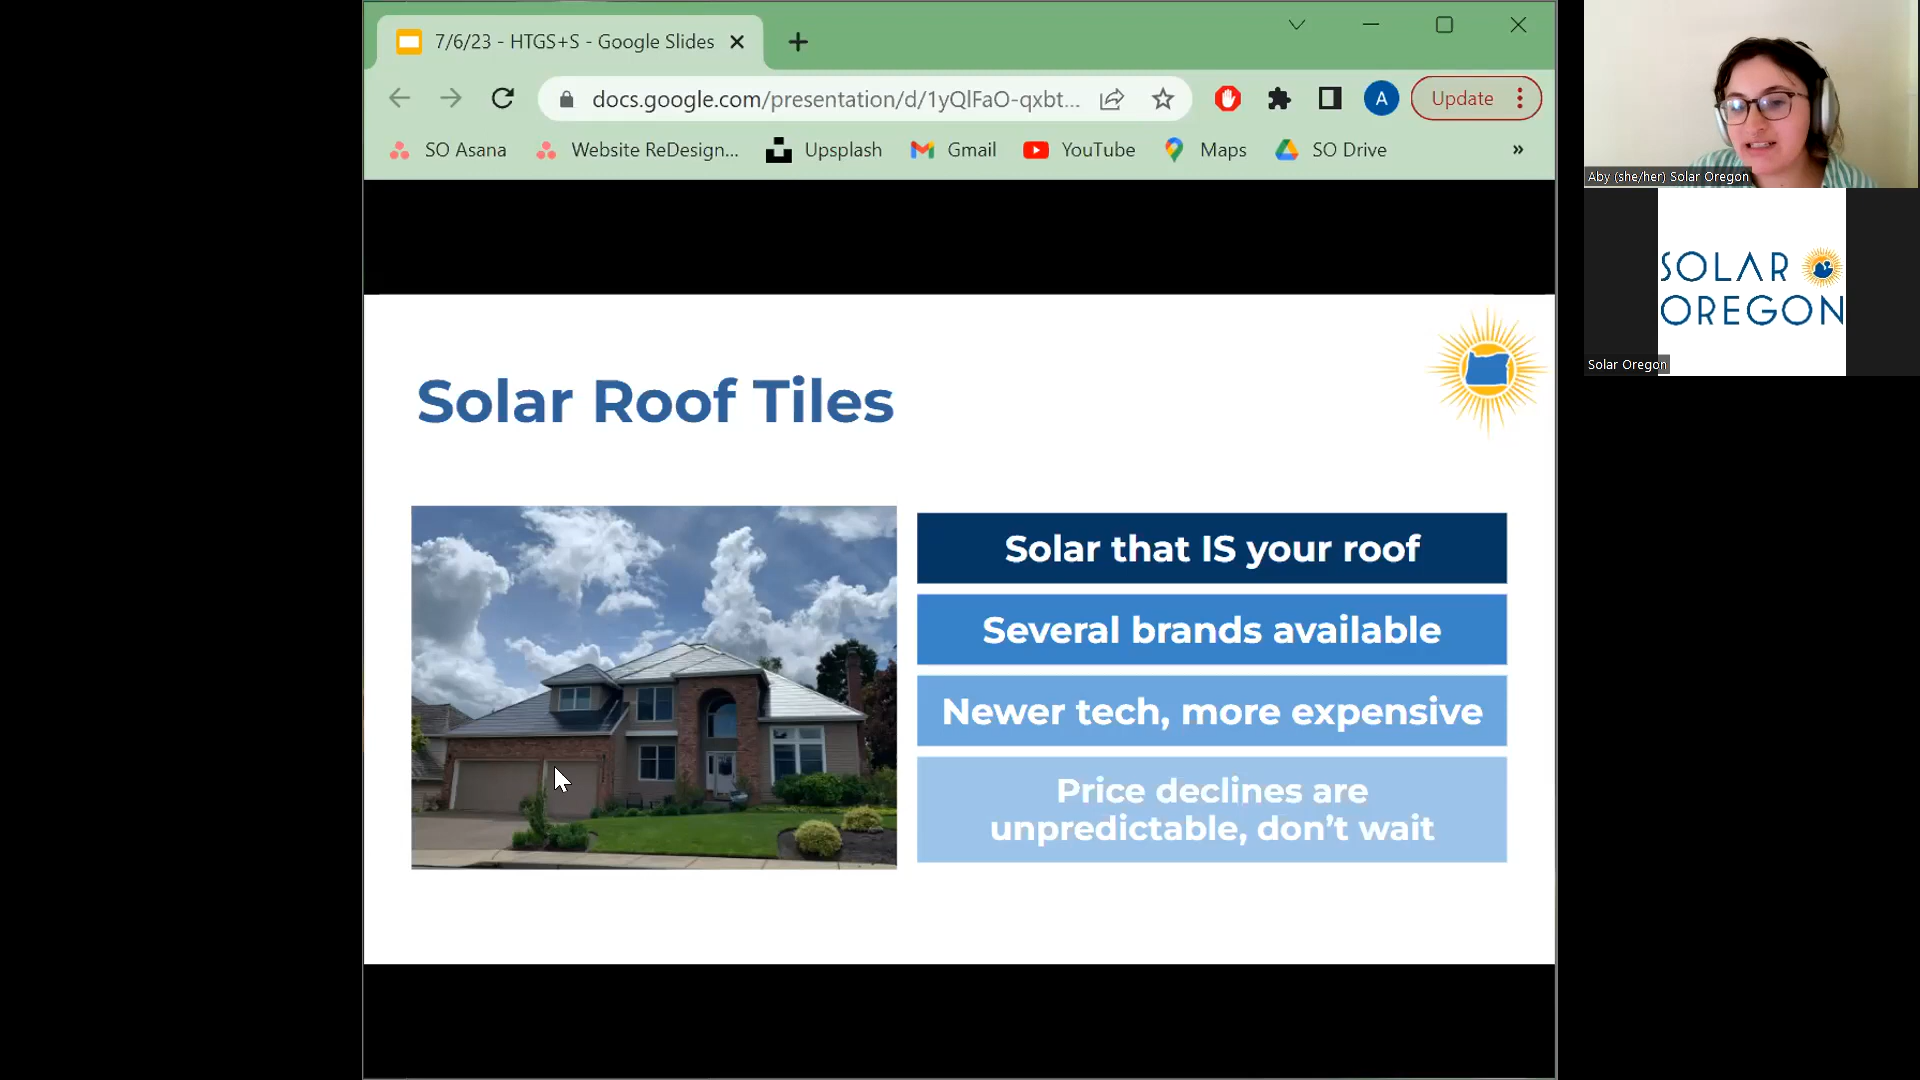 7/6/23 - HTGS+S - Google Slides
docs.google.com/presentation/d/1yQlFaO-qxbt...
A
Update
SO Asana
Website ReDesign...
Upsplash
Gmail
YouTube
Maps
SO Drive
»
Solar Roof Tiles
Solar that IS your roof
Several brands available
Newer tech, more expensive
Price declines are
unpredictable, don't wait
Aby (she/her) Solar Oregon
SOLAR
OREGON
Solar Oregon